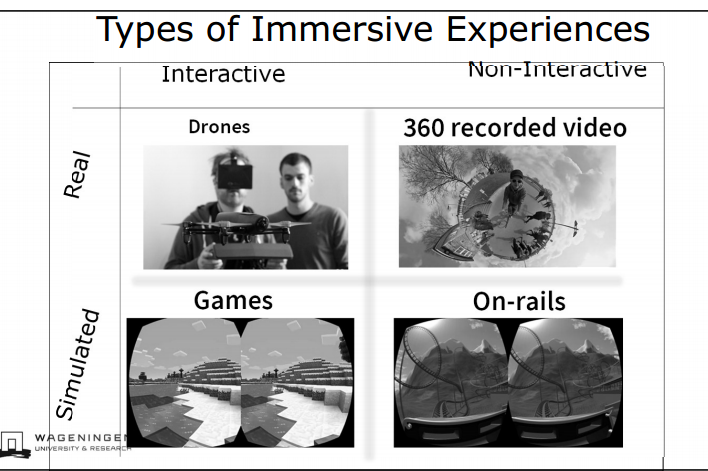 Types of Immersive Experiences
Interactive
Non-Interactive
Real
Drones
360 recorded video
Simulated
Games
On-rails
WAGENINGEN
UNIVERSITY & RESEARCH